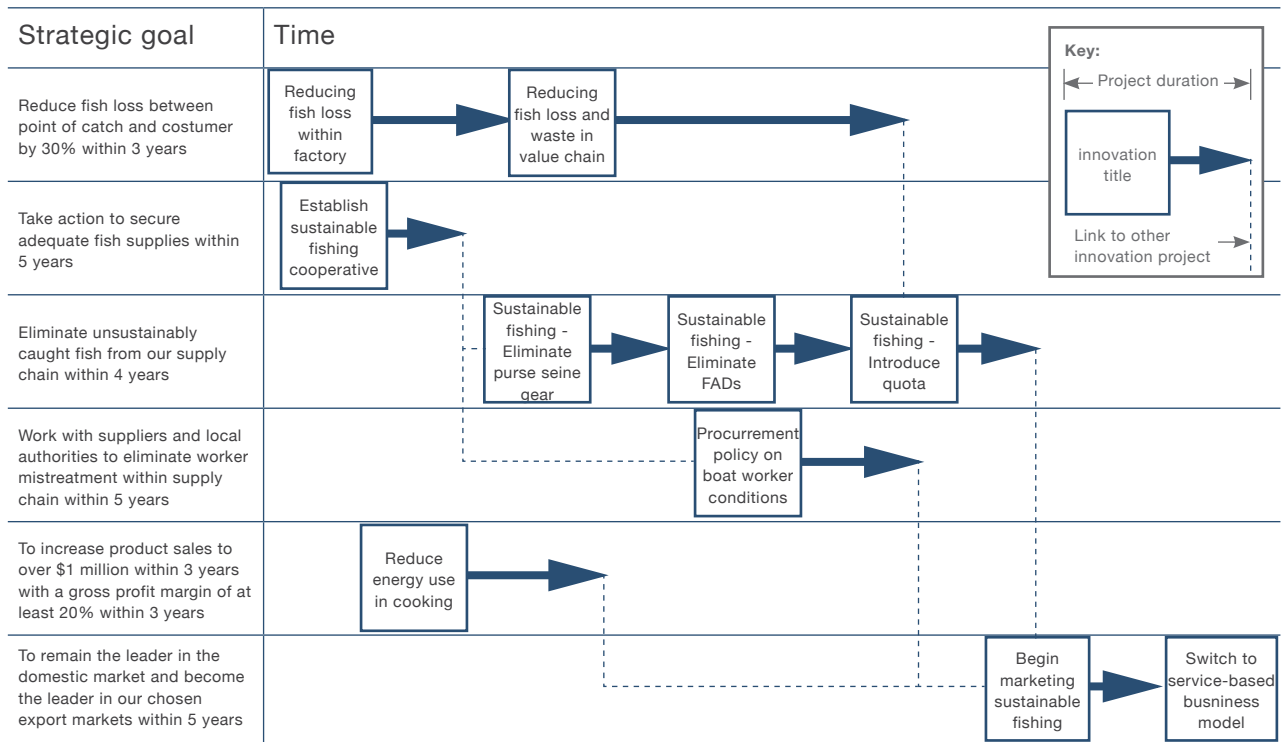 Strategic goal
Time
Key:
Project duration
innovation
title
Link to other
innovation project
Reduce fish loss between
point of catch and costumer
by 30% within 3 years
Reducing
fish loss
within
factory
Reducing
fish loss and
waste in
value chain
Take action to secure
adequate fish supplies within
5 years
Establish
sustainable
fishing
cooperative
Eliminate unsustainably
caught fish from our supply
chain within 4 years
Sustainable
fishing -
Eliminate
purse seine
gear
Sustainable
fishing -
Eliminate
FADs
Sustainable
fishing -
Introduce
quota
Work with suppliers and local
authorities to eliminate worker
mistreatment within supply
chain within 5 years
Procurrement
policy on
boat worker
conditions
To increase product sales to
over $1 million within 3 years
with a gross profit margin of at
least 20% within 3 years
Reduce
energy use
in cooking
To remain the leader in the
domestic market and become
the leader in our chosen
export markets within 5 years
Begin
marketing
sustainable
fishing
Switch to
service-based
busniness
model